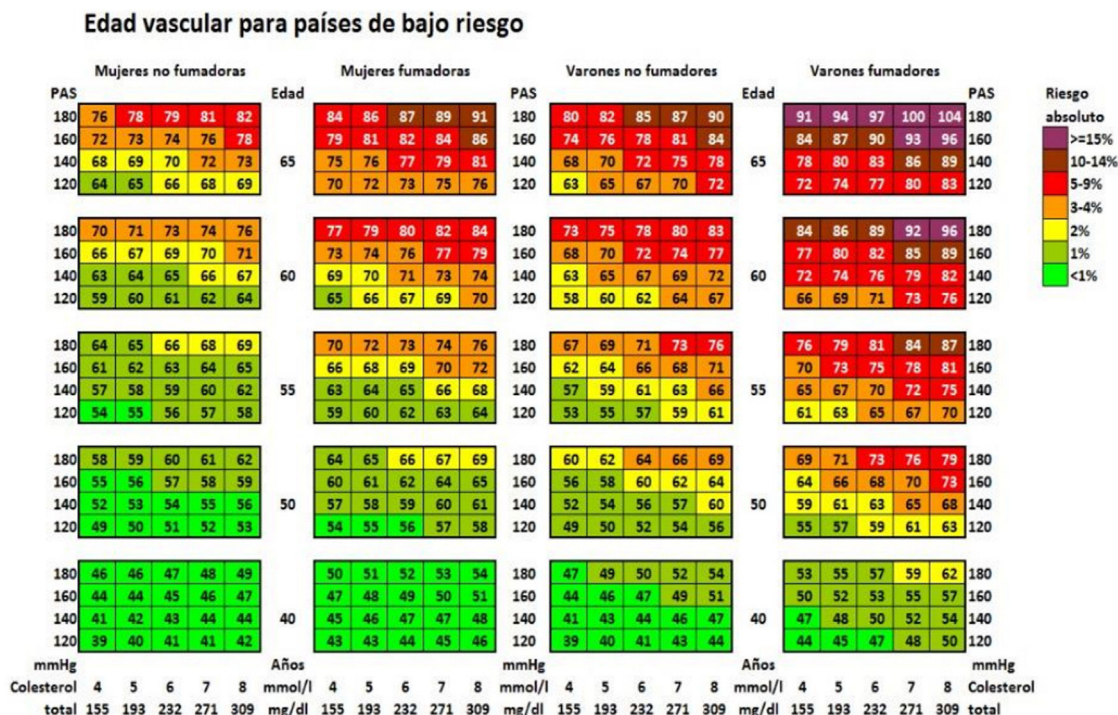 Edad vascular para países de bajo riesgo
Mujeres no fumadoras Mujeres fumadoras Varones no fumadores Varones fumadores
PAS Edad PAS Edad PAS Riesgo
absoluto
180 76 78 79 81 82 84 86 87 89 91 180 80 82 85 87 90 91 94 97 100 104 180 >=15%
160 72 73 74 76 78 79 81 82 84 86 160 74 76 78 81 84 84 87 90 93 96 160 10-14%
140 68 69 70 72 73 65 75 76 77 79 81 140 68 70 72 75 78 65 78 80 83 86 89 140 5-9%
120 64 65 66 68 69 70 72 73 75 76 120 63 65 67 70 72 72 74 77 80 83 120 3-4%
180 70 71 73 74 76 77 79 80 82 84 180 73 75 78 80 83 84 86 89 92 96 180 2%
160 66 67 69 70 71 73 74 76 77 79 160 68 70 72 74 77 77 80 82 85 89 160 1%
140 63 64 65 66 67 60 69 70 71 73 74 140 63 65 67 69 72 60 72 74 76 79 82 140 <1%
120 59 60 61 62 64 65 66 67 69 70 120 58 60 62 64 67 66 69 71 73 76 120
180 64 65 66 68 69 70 72 73 74 76 180 67 69 71 73 76 76 79 81 84 87 180
160 61 62 63 64 65 66 68 69 70 72 160 62 64 66 68 71 70 73 75 78 81 160
140 57 58 59 60 62 55 63 64 65 66 68 140 57 59 61 63 66 55 65 67 70 72 75 140
120 54 55 56 57 58 59 60 62 63 64 120 53 55 57 59 61 61 63 65 67 70 120
180 58 59 60 61 62 64 65 66 67 69 180 60 62 64 66 69 69 71 73 76 79 180
160 55 56 57 58 59 60 61 62 64 65 160 56 58 60 62 64 64 66 68 70 73 160
140 52 53 54 55 56 50 57 58 59 60 61 140 52 54 56 57 60 50 59 61 63 65 68 140
120 49 50 51 52 53 54 55 56 57 58 120 49 50 52 54 56 55 57 59 61 63 120
180 46 46 47 48 49 50 51 52 53 54 180 47 49 50 52 54 53 55 57 59 62 180
160 44 44 45 46 47 47 48 49 50 51 160 44 46 47 49 51 50 52 53 55 57 160
140 41 42 43 44 44 40 45 46 47 47 48 140 41 43 44 46 47 40 47 48 50 52 54 140
120 39 40 41 41 42 43 43 44 45 46 120 39 40 41 43 44 44 45 47 48 50 120
mmHg Años mmHg Años mmHg
Colesterol 4 5 6 7 8 mmol/l 4 5 6 7 8 mmol/l 4 5 6 7 8 mmol/l 4 5 6 7 8 Colesterol
total 155 193 232 271 309 mg/dl 155 193 232 271 309 mg/dl 155 193 232 271 309 mg/dl 155 193 232 271 309 total